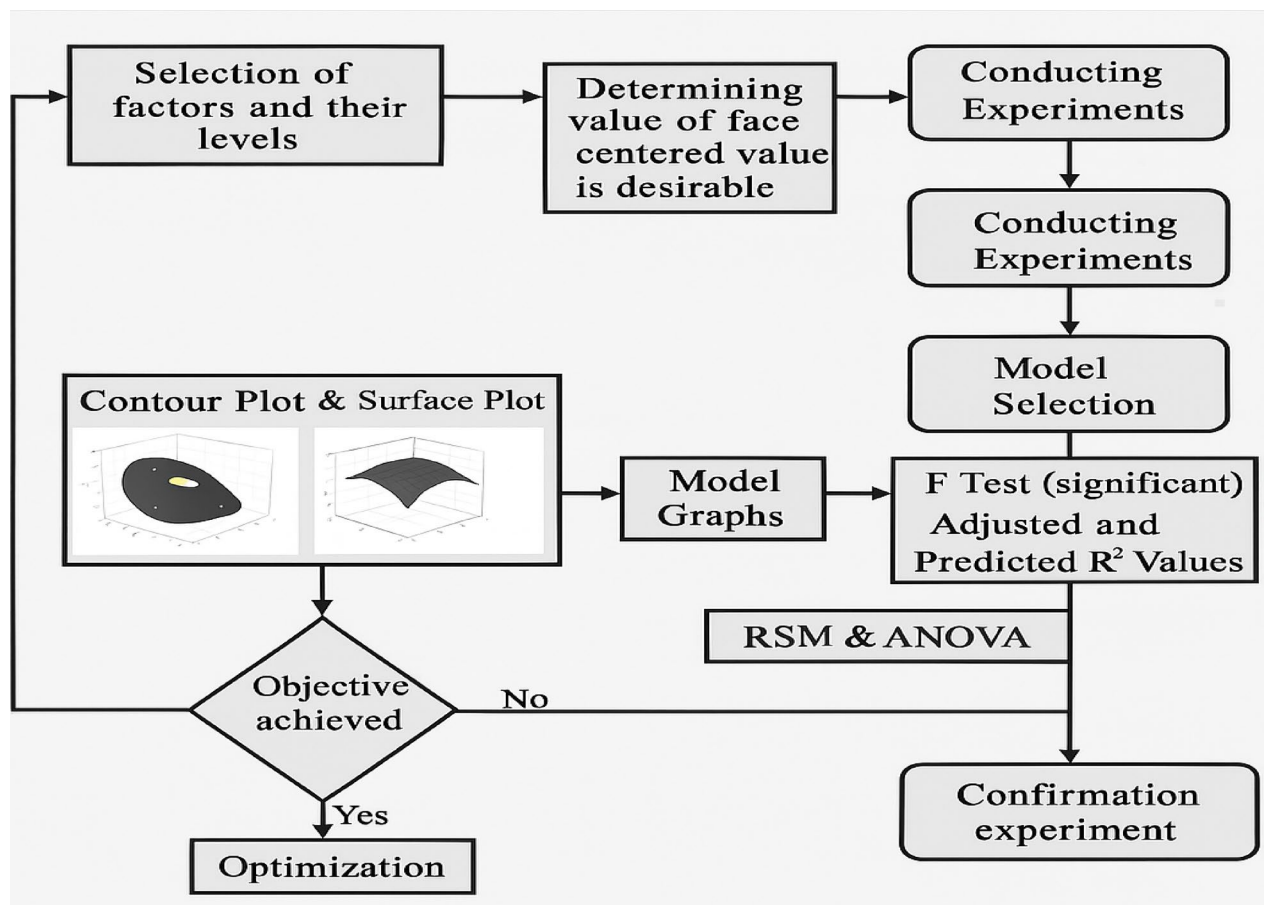 Selection of
factors and their
levels
Determining
value of face
centered value
is desirable
Conducting
Experiments
Conducting
Experiments
Model
Selection
Contour Plot & Surface Plot
Model
Graphs
F Test (significant)
Adjusted and
Predicted R² Values
RSM & ANOVA
Objective
achieved
No
Yes
Optimization
Confirmation
experiment